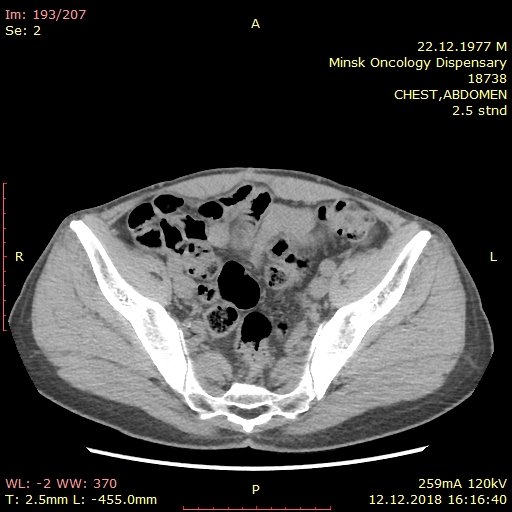 Im: 193/207
Se: 2
A
22.12.1977 M
Minsk Oncology Dispensary
18738
CHEST,ABDOMEN
2.5 stnd
R
L
WL: -2 WW: 370
T: 2.5mm L: -455.0mm
P
259mA 120kV
12.12.2018 16:16:40